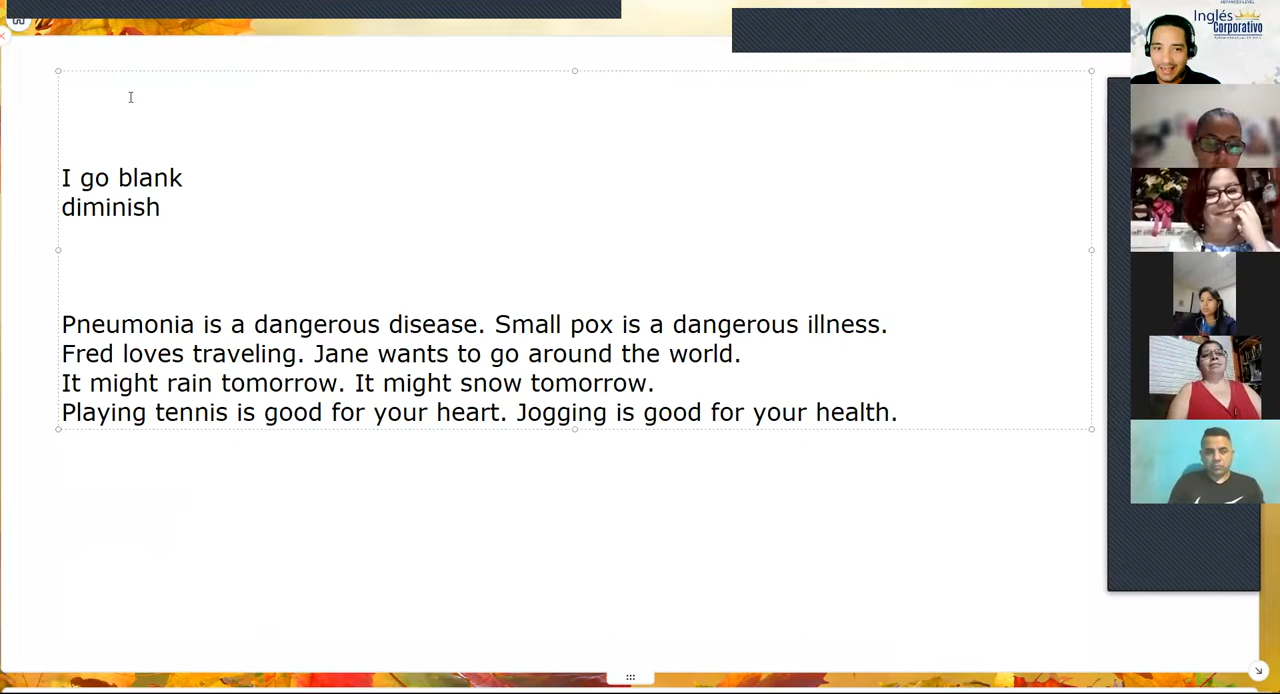 ADVANCED LEVEL
Inglés
Corporativo
I go blank
diminish
Pneumonia is a dangerous disease. Small pox is a dangerous illness.
Fred loves traveling. Jane wants to go around the world.
It might rain tomorrow. It might snow tomorrow.
Playing tennis is good for your heart. Jogging is good for your health.